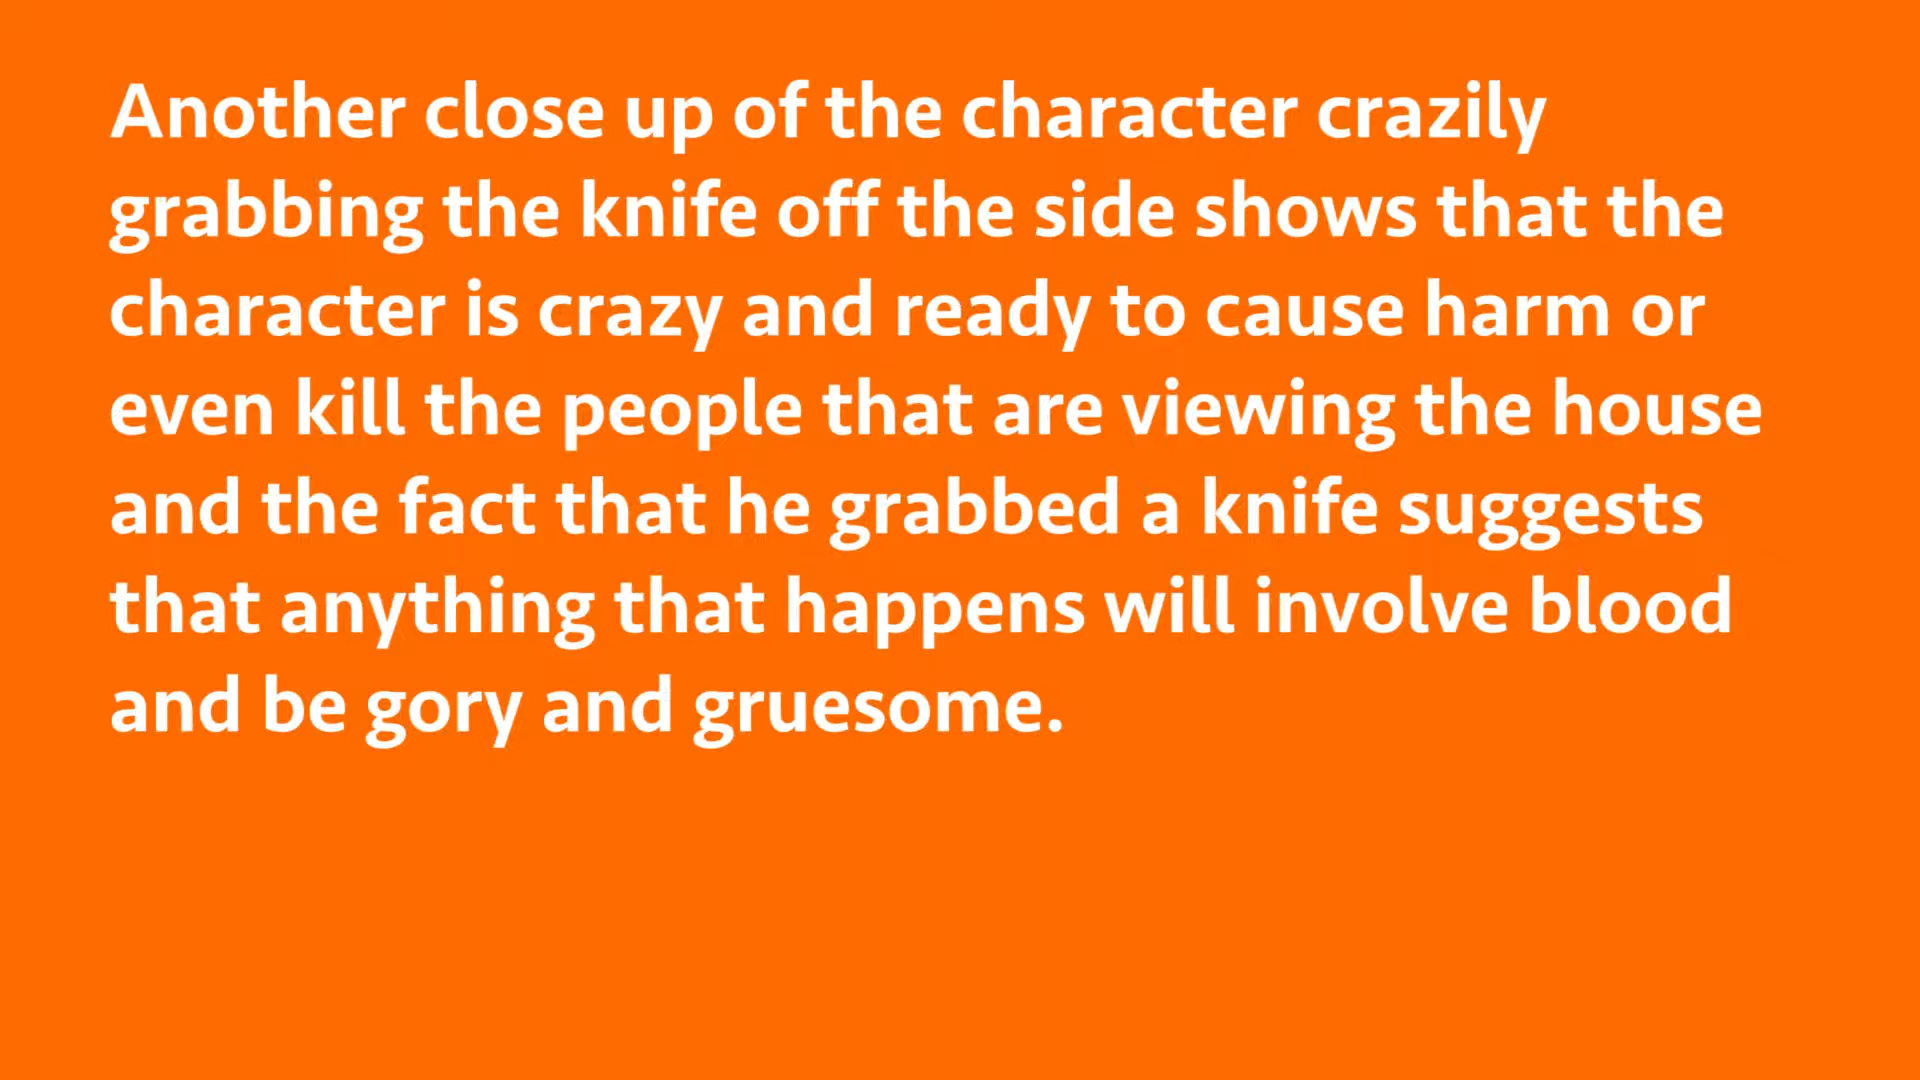 Another close up of the character crazily
grabbing the knife off the side shows that the
character is crazy and ready to cause harm or
even kill the people that are viewing the house
and the fact that he grabbed a knife suggests
that anything that happens will involve blood
and be gory and gruesome.